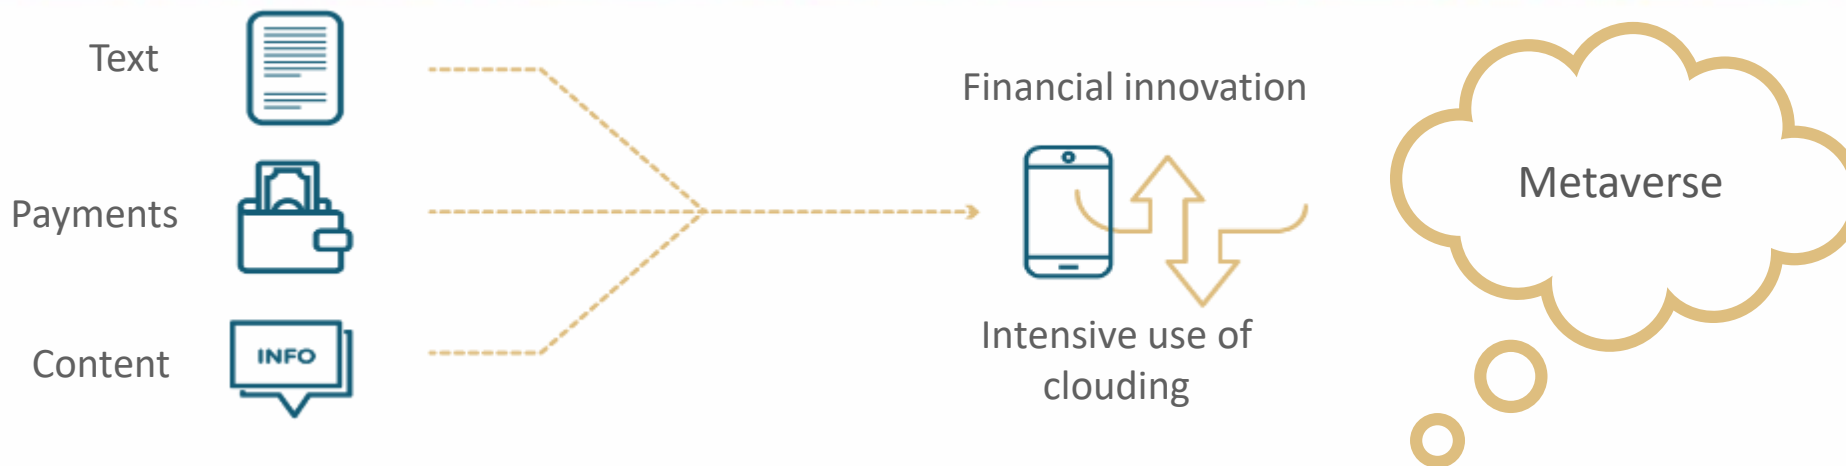 Text
Payments
Content
INFO
Financial innovation
Intensive use of
clouding
Metaverse